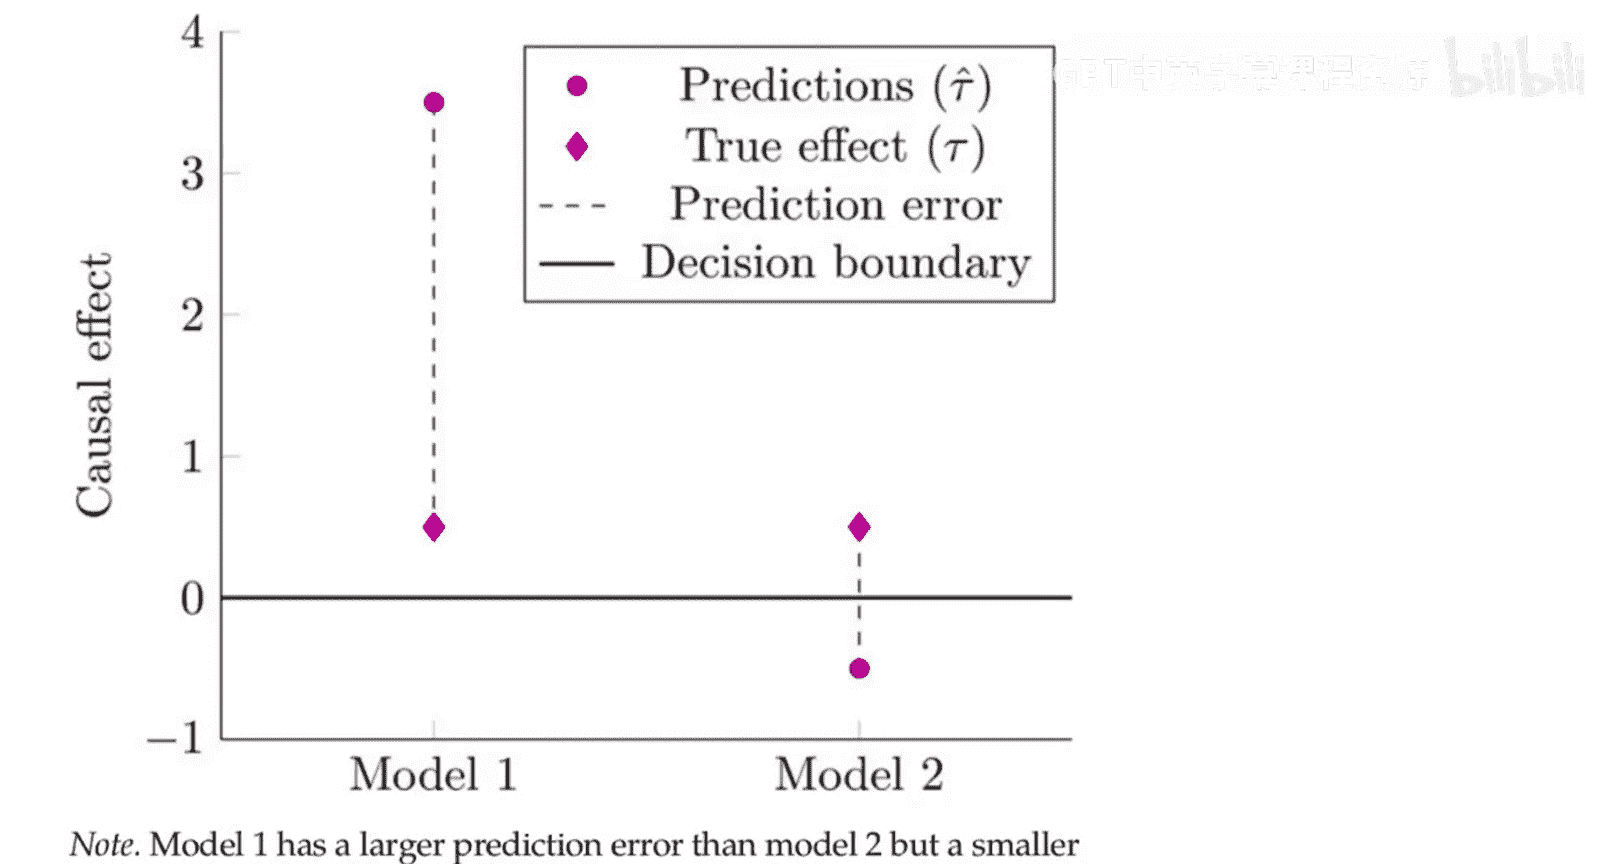 4
Predictions (τ̂)
True effect (τ)
3
Prediction error
Decision boundary
2
Causal effect
1
0
−1
Model 1 Model 2
Note. Model 1 has a larger prediction error than model 2 but a smaller
bilibili